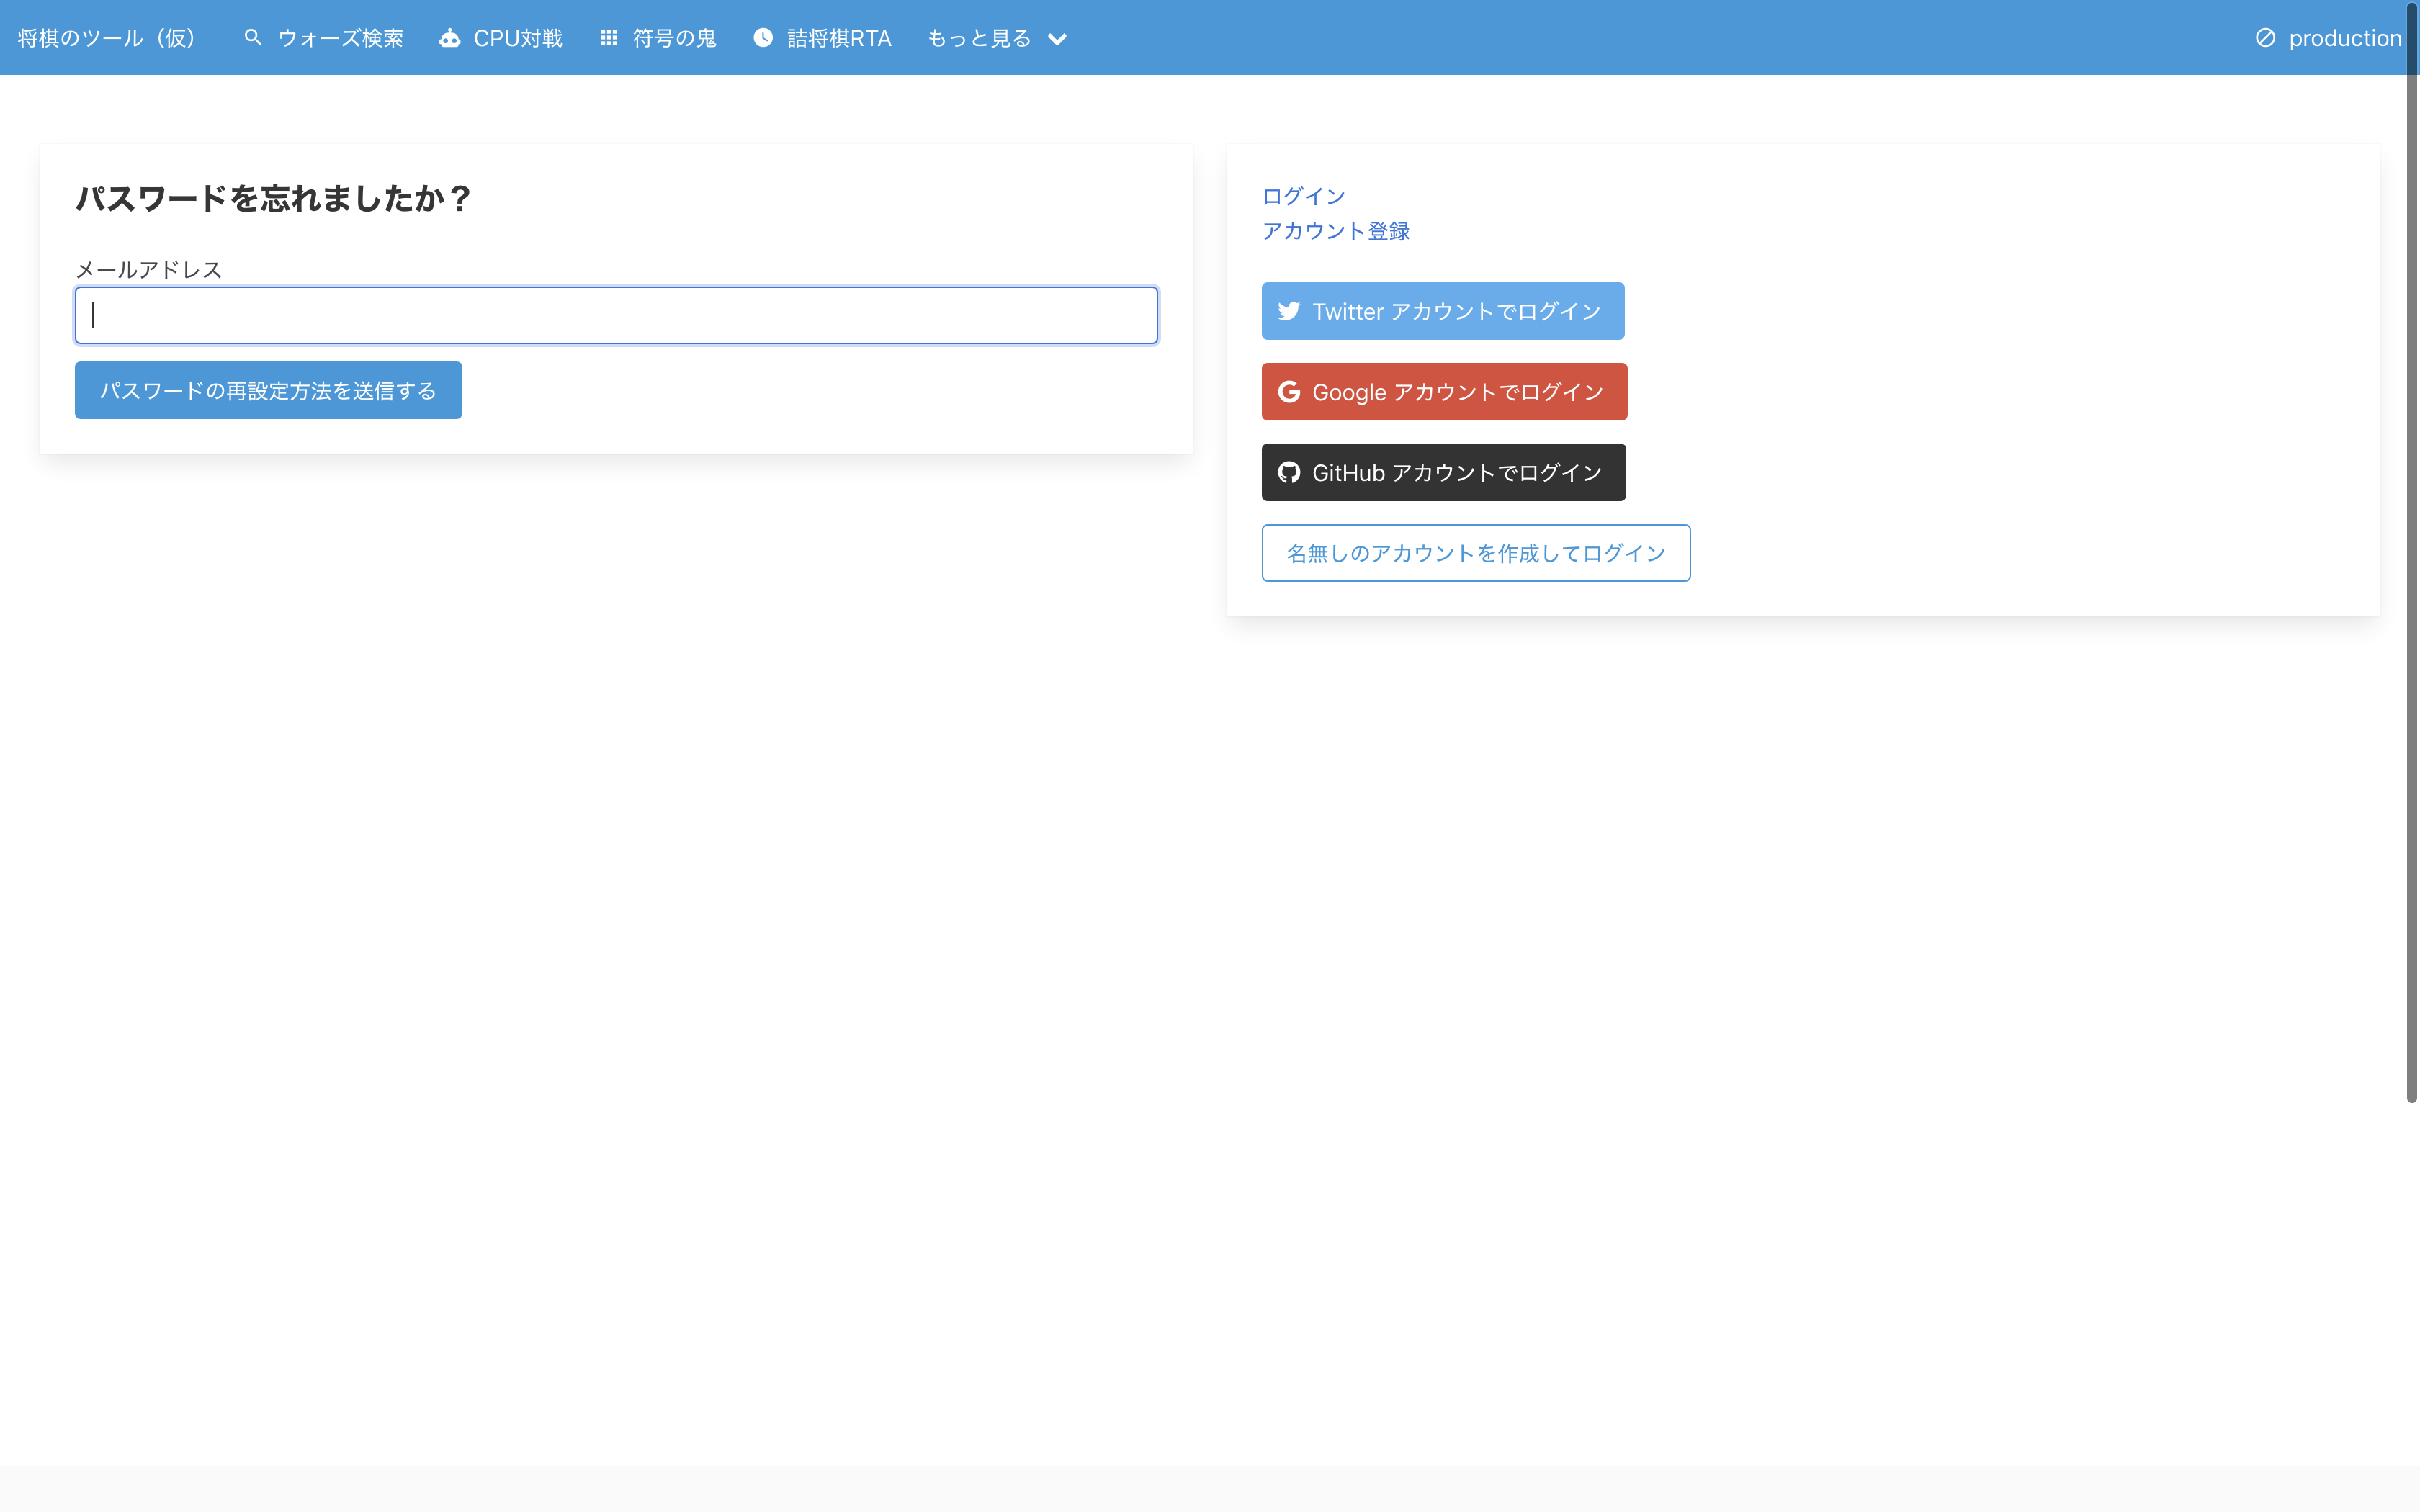 将棋のツール（仮） ウォーズ検索 CPU対戦 符号の鬼 詰将棋RTA もっと見る production
パスワードを忘れましたか？
メールアドレス
パスワードの再設定方法を送信する
ログイン
アカウント登録
Twitter アカウントでログイン
Google アカウントでログイン
GitHub アカウントでログイン
名無しのアカウントを作成してログイン